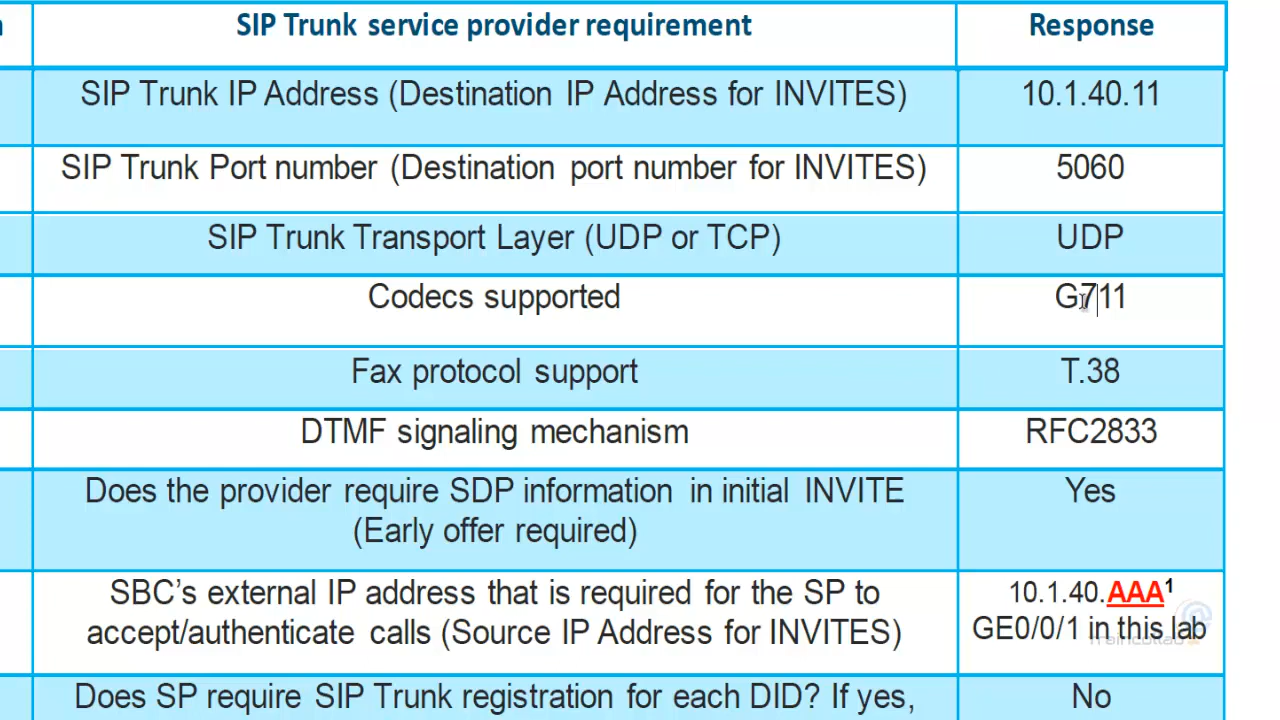 SIP Trunk service provider requirement Response
SIP Trunk IP Address (Destination IP Address for INVITES) 10.1.40.11
SIP Trunk Port number (Destination port number for INVITES) 5060
SIP Trunk Transport Layer (UDP or TCP) UDP
Codecs supported G711
Fax protocol support T.38
DTMF signaling mechanism RFC2833
Does the provider require SDP information in initial INVITE
(Early offer required)
Yes
SBC's external IP address that is required for the SP to
accept/authenticate calls (Source IP Address for INVITES)
10.1.40.AAA¹
GE0/0/1 in this lab
Does SP require SIP Trunk registration for each DID? If yes, No